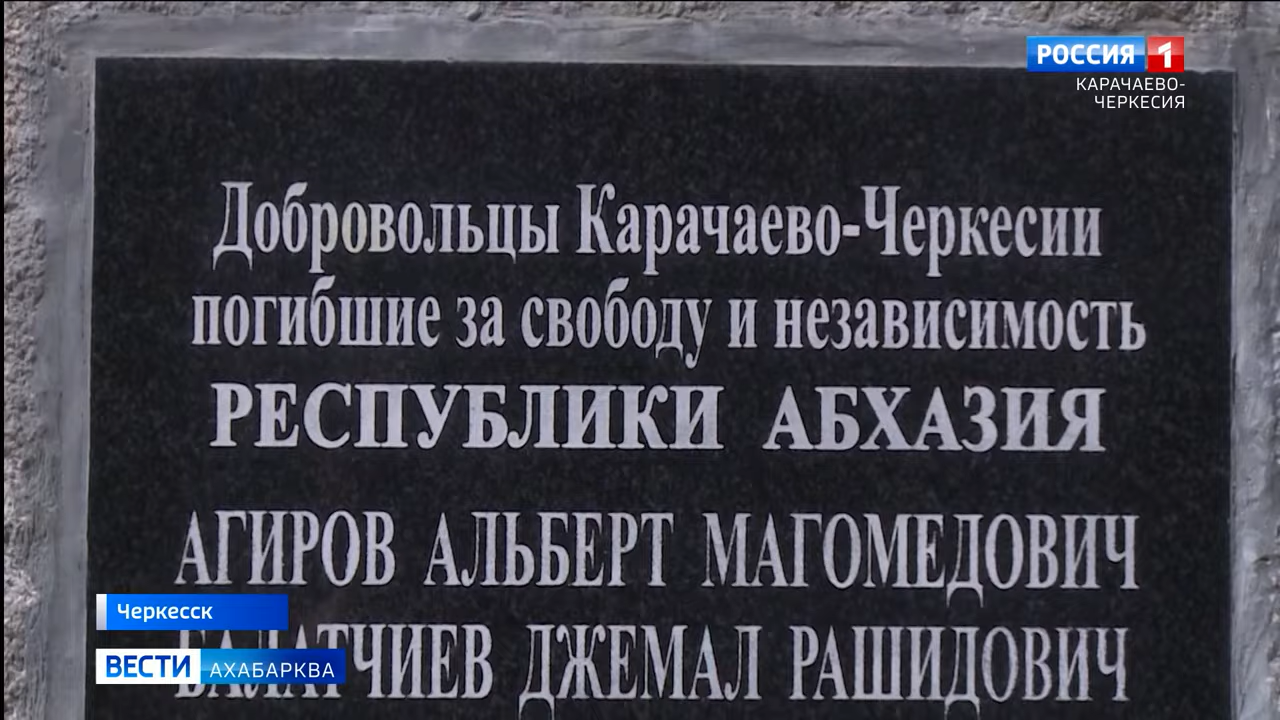 РОССИЯ 1
КАРАЧАЕВО-
ЧЕРКЕСИЯ
Добровольцы Карачаево-Черкесии
погибшие за свободу и независимость
РЕСПУБЛИКИ АБХАЗИЯ
АГИРОВ АЛЬБЕРТ МАГОМЕДОВИЧ
Черкесск
БАЛАТЧИЕВ ДЖЕМАЛ РАШИДОВИЧ
ВЕСТИ АХАБАРКВА